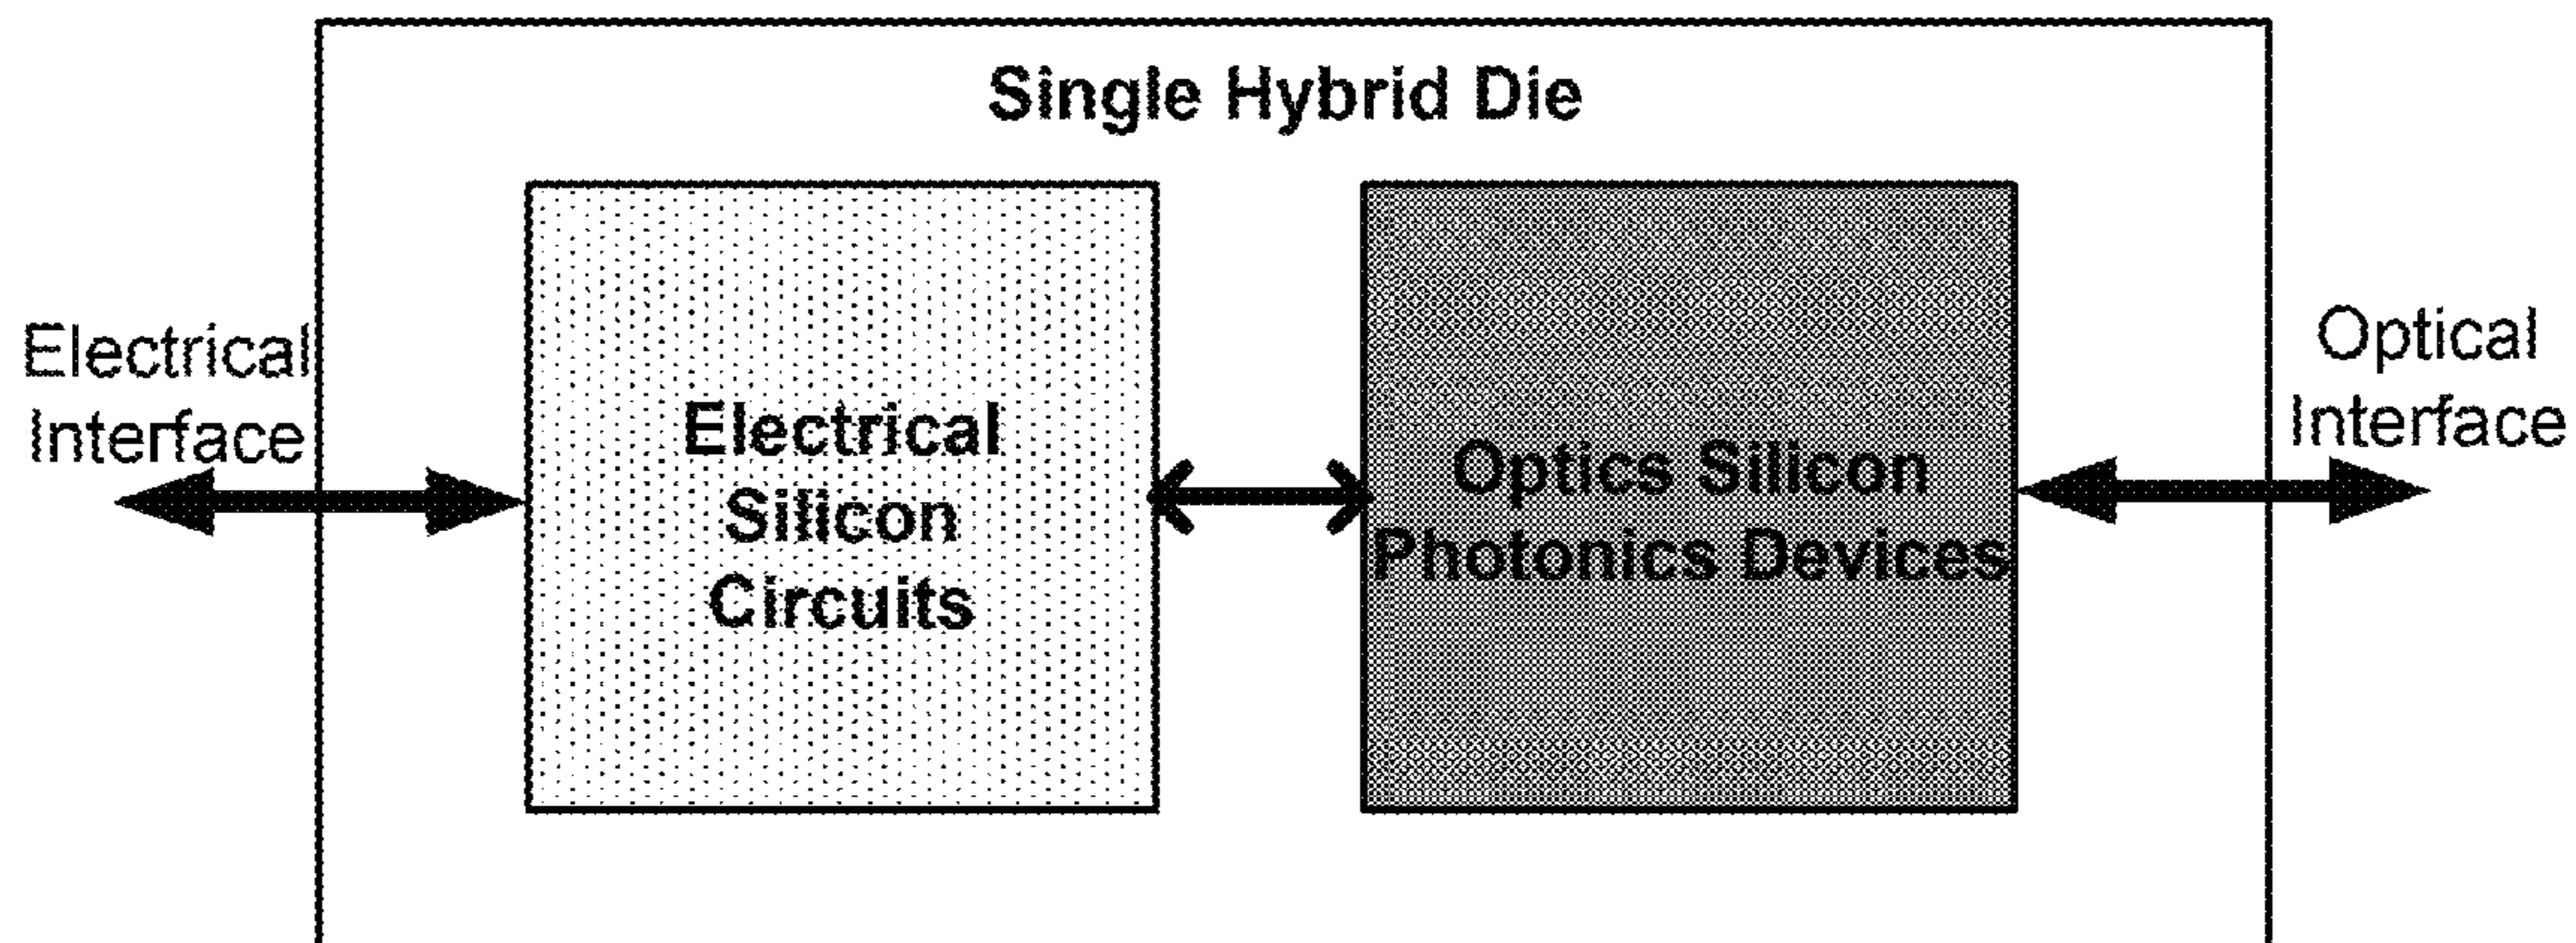 Single Hybrid Die
Electrical
Interface
Electrical
Silicon
Circuits
Optics Silicon
Photonics Devices
Optical
Interface